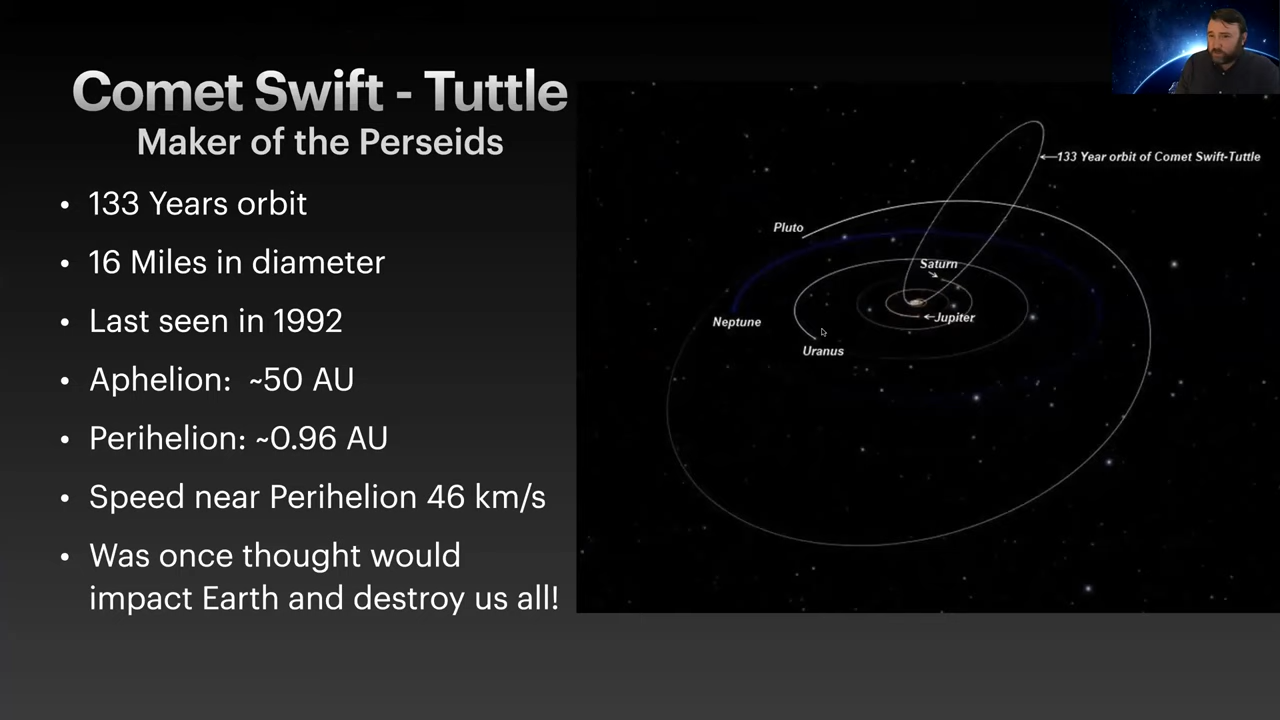 Comet Swift - Tuttle
Maker of the Perseids
• 133 Years orbit
• 16 Miles in diameter
• Last seen in 1992
• Aphelion:  ~50 AU
• Perihelion: ~0.96 AU
• Speed near Perihelion 46 km/s
• Was once thought would
impact Earth and destroy us all!
133 Year orbit of Comet Swift-Tuttle
Pluto
Saturn
Neptune
Jupiter
Uranus